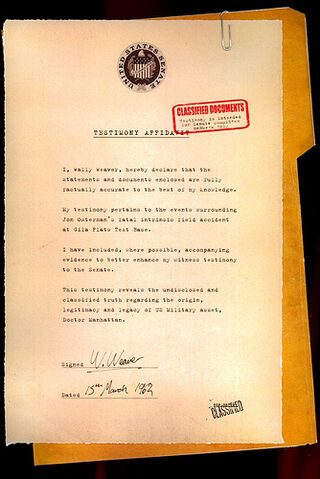 UNITED STATES SENATE
CLASSIFIED DOCUMENTS
Testimony is intended
for Senate committee
members only
TESTIMONY AFFIDAVIT
I, wally Weaver, hereby declare that the
statements and documents enclosed are fully
factually accurate to the best of my knowledge.
My testimony pertains to the events surrounding
Jon Osterman's fatal intrinsic field accident
at Gila Flats Test Base.
I have included, where possible, accompanying
evidence to better enhance my witness testimony
to the Senate.
This testimony reveals the undisclosed and
classified truth regarding the origin,
legitimacy and legacy of US Military asset,
Doctor Manhattan.
Signed W. Weaver
Dated 15th March 1962
CLASSIFIED